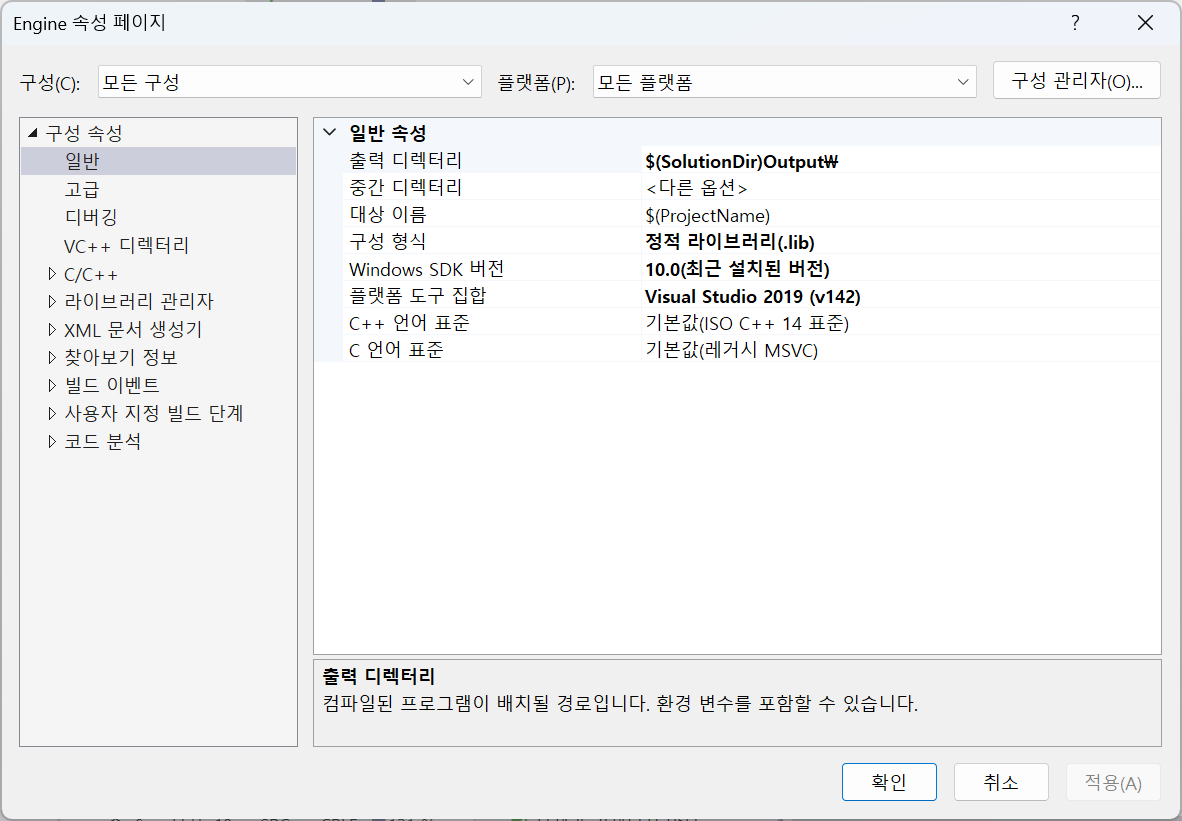 Engine 속성 페이지
?
구성(C): 모든 구성 플랫폼(P): 모든 플랫폼 구성 관리자(O)...
구성 속성
일반
고급
디버깅
VC++ 디렉터리
C/C++
라이브러리 관리자
XML 문서 생성기
찾아보기 정보
빌드 이벤트
사용자 지정 빌드 단계
코드 분석
일반 속성
출력 디렉터리 $(SolutionDir)Output₩
중간 디렉터리 <다른 옵션>
대상 이름 $(ProjectName)
구성 형식 정적 라이브러리(.lib)
Windows SDK 버전 10.0(최근 설치된 버전)
플랫폼 도구 집합 Visual Studio 2019 (v142)
C++ 언어 표준 기본값(ISO C++ 14 표준)
C 언어 표준 기본값(레거시 MSVC)
출력 디렉터리
컴파일된 프로그램이 배치될 경로입니다. 환경 변수를 포함할 수 있습니다.
확인 취소 적용(A)